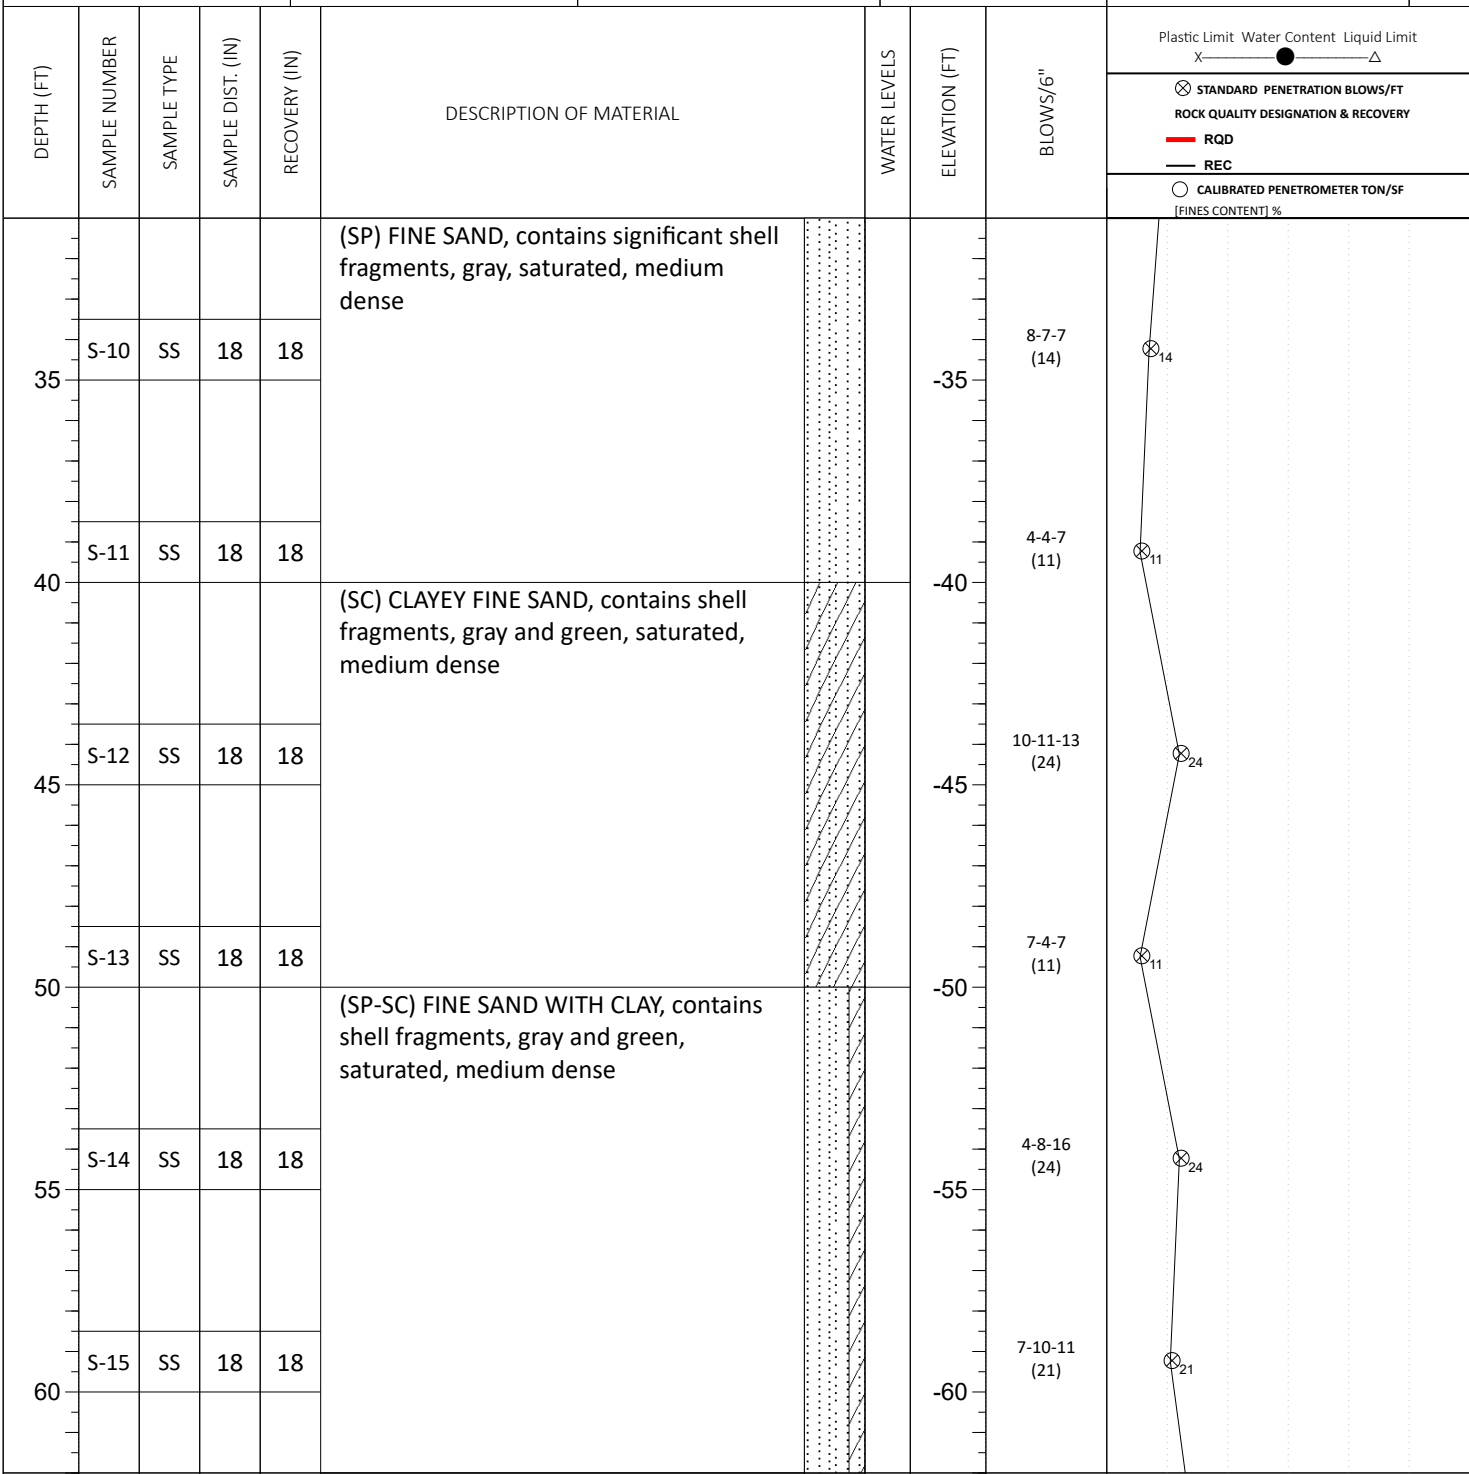 DEPTH (FT)
SAMPLE NUMBER
SAMPLE TYPE
SAMPLE DIST. (IN)
RECOVERY (IN)
DESCRIPTION OF MATERIAL
WATER LEVELS
ELEVATION (FT)
BLOWS/6"
Plastic Limit Water Content Liquid Limit
X
STANDARD PENETRATION BLOWS/FT
ROCK QUALITY DESIGNATION & RECOVERY
RQD
REC
CALIBRATED PENETROMETER TON/SF
[FINES CONTENT] %
(SP) FINE SAND, contains significant shell
fragments, gray, saturated, medium
dense
S-10 SS 18 18
8-7-7
(14)
14
35
-35
S-11 SS 18 18
4-4-7
(11)
11
40
-40
(SC) CLAYEY FINE SAND, contains shell
fragments, gray and green, saturated,
medium dense
S-12 SS 18 18
10-11-13
(24)
24
45
-45
S-13 SS 18 18
7-4-7
(11)
11
50
-50
(SP-SC) FINE SAND WITH CLAY, contains
shell fragments, gray and green,
saturated, medium dense
S-14 SS 18 18
4-8-16
(24)
24
55
-55
S-15 SS 18 18
7-10-11
(21)
21
60
-60